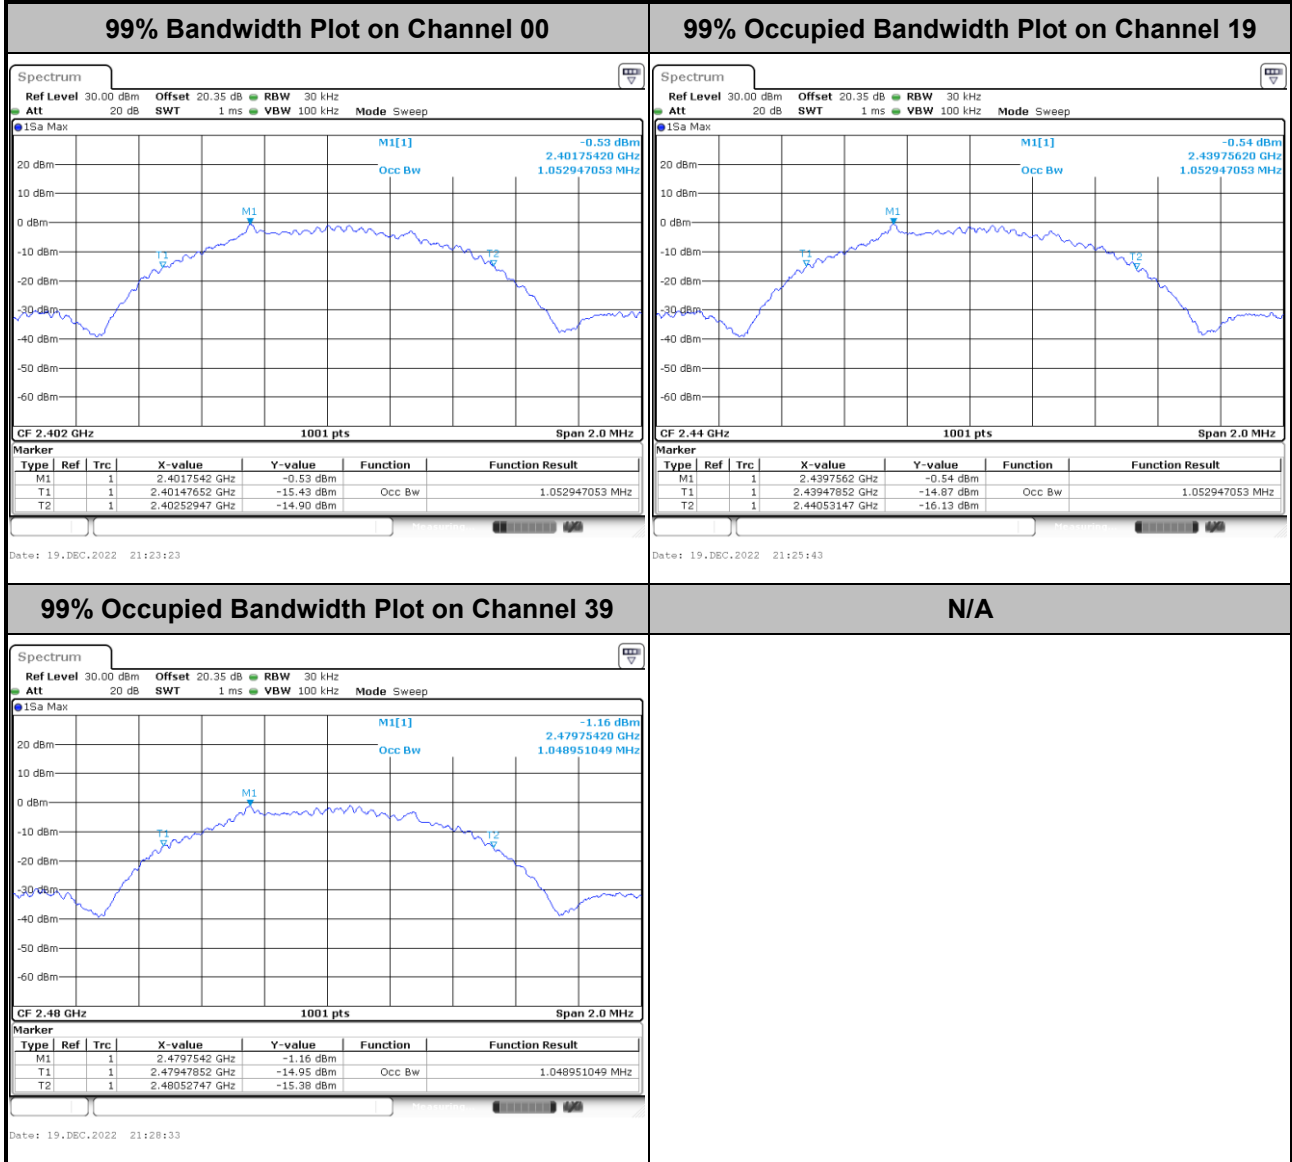 99% Bandwidth Plot on Channel 00
Spectrum
Ref Level 30.00 dBm Offset 20.35 dB RBW 30 kHz
Att 20 dB SWT 1 ms VBW 100 kHz Mode Sweep
1Sa Max
M1[1] -0.53 dBm
2.40175420 GHz
Occ Bw 1.052947053 MHz
20 dBm
10 dBm
0 dBm
-10 dBm
-20 dBm
-30 dBm
-40 dBm
-50 dBm
-60 dBm
M1
T1
T2
CF 2.402 GHz 1001 pts Span 2.0 MHz
Marker
Type Ref Trc X-value Y-value Function Function Result
M1 1 2.4017542 GHz -0.53 dBm
T1 1 2.40147652 GHz -15.43 dBm Occ Bw 1.052947053 MHz
T2 1 2.40252947 GHz -14.90 dBm
Measuring...
Date: 19.DEC.2022 21:23:23
99% Occupied Bandwidth Plot on Channel 19
Spectrum
Ref Level 30.00 dBm Offset 20.35 dB RBW 30 kHz
Att 20 dB SWT 1 ms VBW 100 kHz Mode Sweep
1Sa Max
M1[1] -0.54 dBm
2.43975620 GHz
Occ Bw 1.052947053 MHz
20 dBm
10 dBm
0 dBm
-10 dBm
-20 dBm
-30 dBm
-40 dBm
-50 dBm
-60 dBm
M1
T1
T2
CF 2.44 GHz 1001 pts Span 2.0 MHz
Marker
Type Ref Trc X-value Y-value Function Function Result
M1 1 2.4397562 GHz -0.54 dBm
T1 1 2.43947852 GHz -14.87 dBm Occ Bw 1.052947053 MHz
T2 1 2.44053147 GHz -16.13 dBm
Measuring...
Date: 19.DEC.2022 21:25:43
99% Occupied Bandwidth Plot on Channel 39
Spectrum
Ref Level 30.00 dBm Offset 20.35 dB RBW 30 kHz
Att 20 dB SWT 1 ms VBW 100 kHz Mode Sweep
1Sa Max
M1[1] -1.16 dBm
2.47975420 GHz
Occ Bw 1.048951049 MHz
20 dBm
10 dBm
0 dBm
-10 dBm
-20 dBm
-30 dBm
-40 dBm
-50 dBm
-60 dBm
M1
T1
T2
CF 2.48 GHz 1001 pts Span 2.0 MHz
Marker
Type Ref Trc X-value Y-value Function Function Result
M1 1 2.4797542 GHz -1.16 dBm
T1 1 2.47947852 GHz -14.95 dBm Occ Bw 1.048951049 MHz
T2 1 2.48052747 GHz -15.38 dBm
Measuring...
Date: 19.DEC.2022 21:28:33
N/A